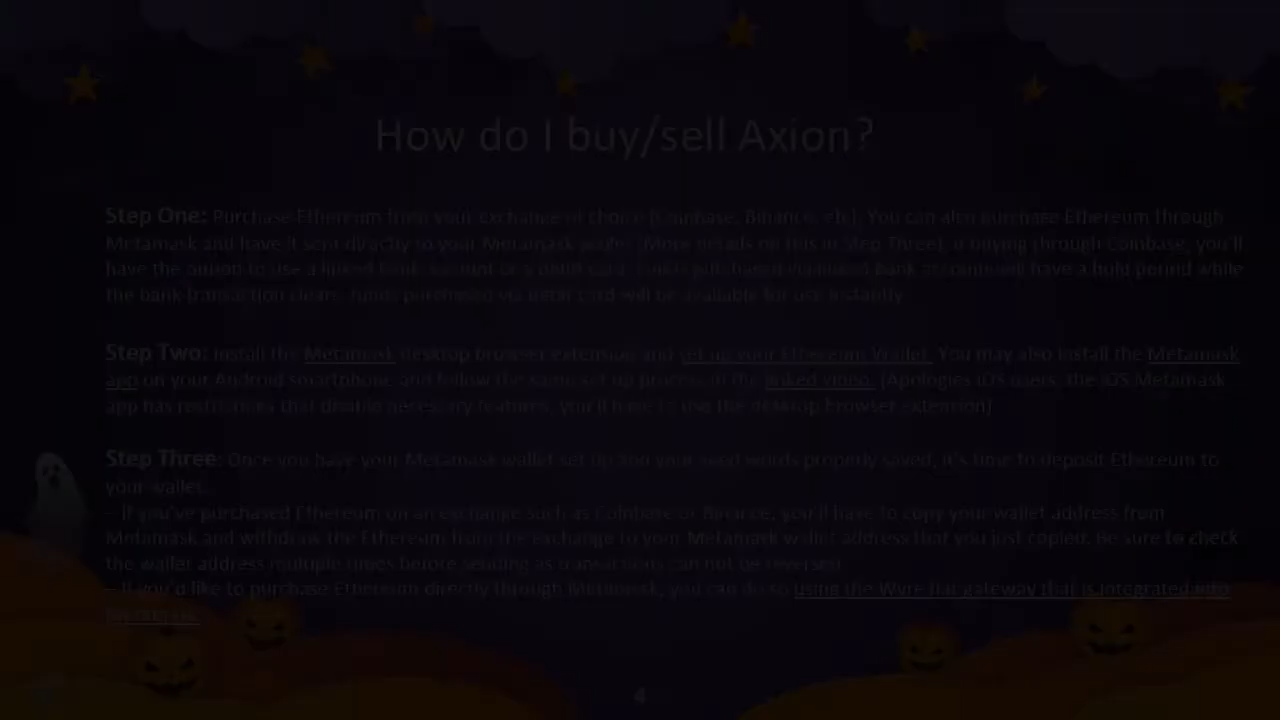 How do I buy/sell Axion?
Step One: Purchase Ethereum from your exchange of choice (Coinbase, Binance, etc). You can also purchase Ethereum through
Metamask and have it sent directly to your Metamask wallet (More details on this in Step Three). If buying through Coinbase, you'll
have the option to use a linked bank account or a debit card. Funds purchased via linked bank account will have a hold period while
the bank transaction clears, funds purchased via debit card will be available for use instantly.
Step Two: Install the Metamask desktop browser extension and set up your Ethereum Wallet. You may also install the Metamask
app on your Android smartphone and follow the same set up process in the linked video. (Apologies iOS users, the iOS Metamask
app has restrictions that disable necessary features, you'll have to use the desktop browser extension)
Step Three: Once you have your Metamask wallet set up and your seed words properly saved, it's time to deposit Ethereum to
your wallet.
- If you've purchased Ethereum on an exchange such as Coinbase or Binance, you'll have to copy your wallet address from
Metamask and withdraw the Ethereum from the exchange to your Metamask wallet address that you just copied. Be sure to check
the wallet address multiple times before sending as transactions can not be reversed.
- If you'd like to purchase Ethereum directly through Metamask, you can do so using the Wyre fiat gateway that is integrated into
Metamask.
4